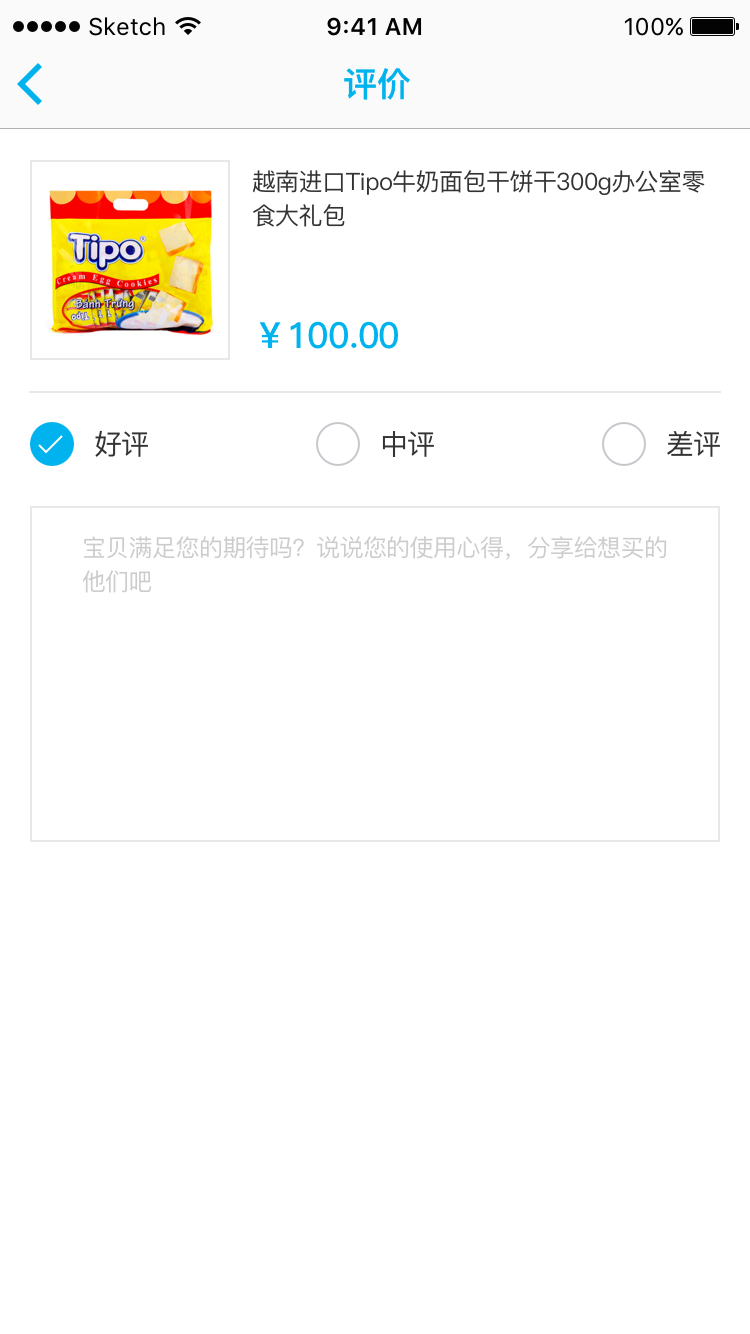 Sketch 9:41 AM 100%
评价
越南进口Tipo牛奶面包干饼干300g办公室零
食大礼包
Tipo
Cream Egg Cookies
Bánh Trứng
¥ 100.00
好评 中评 差评
宝贝满足您的期待吗？说说您的使用心得，分享给想买的
他们吧